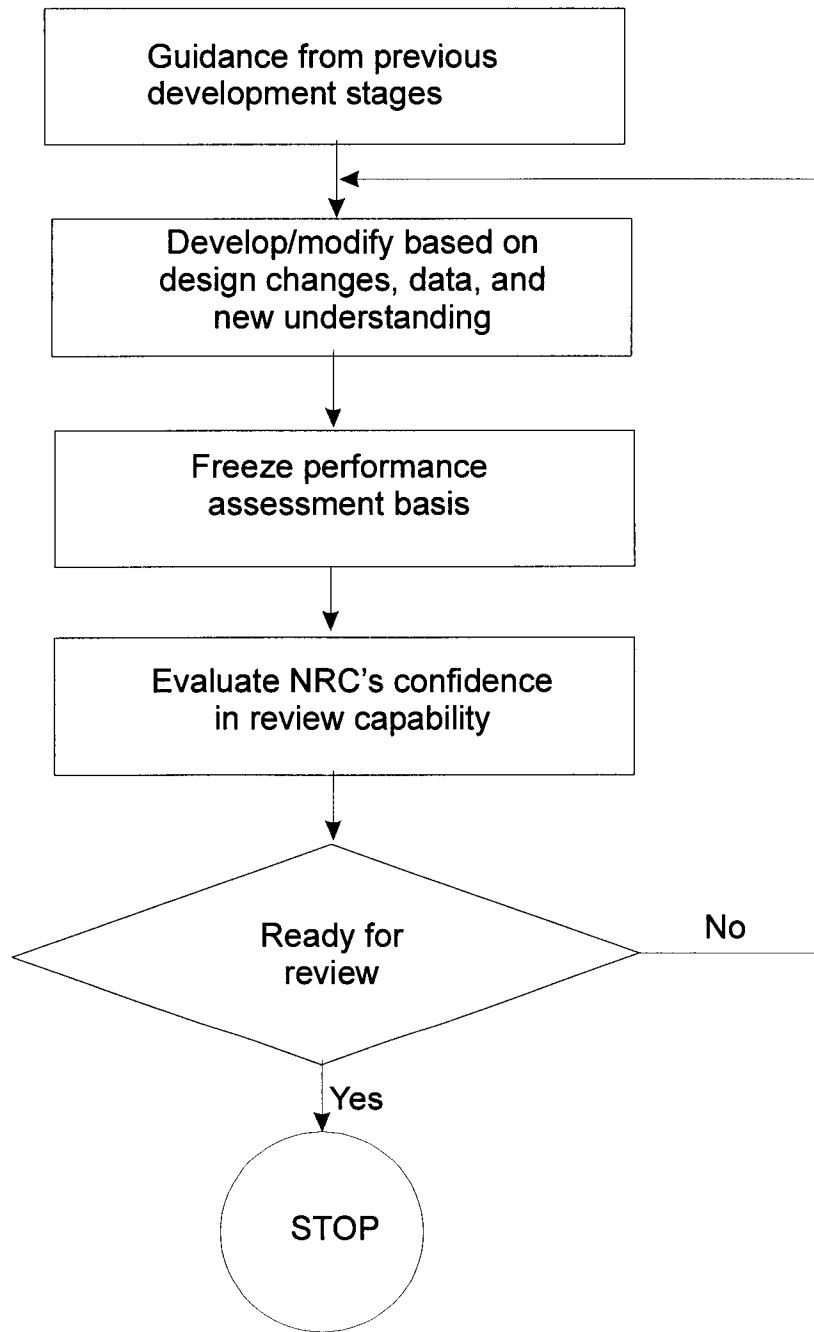 Guidance from previous
development stages
Develop/modify based on
design changes, data, and
new understanding
Freeze performance
assessment basis
Evaluate NRC's confidence
in review capability
Ready for
review
No
Yes
STOP